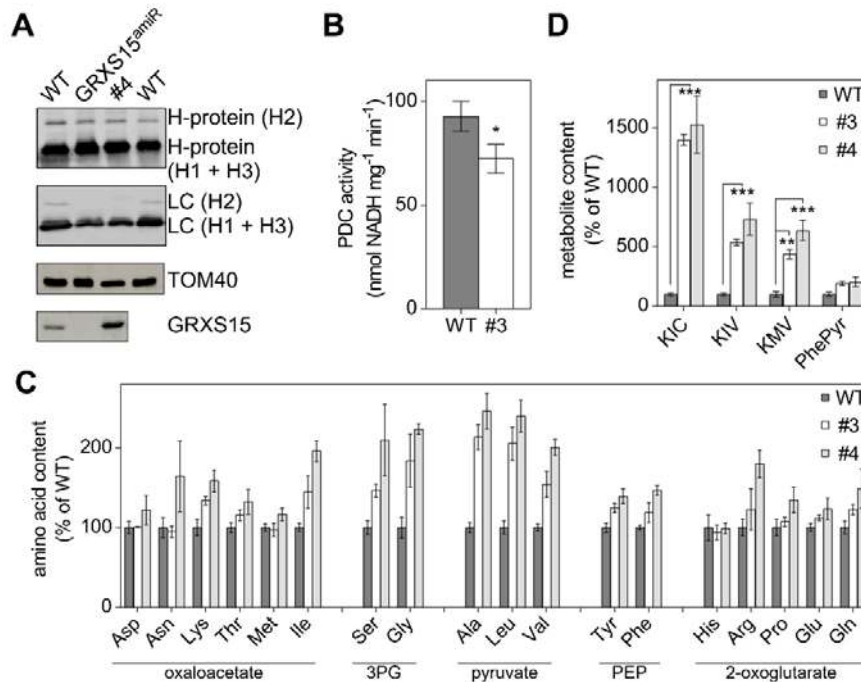 A
WT
GRXS15amiR
#4
WT
H-protein (H2)
H-protein
(H1 + H3)
LC (H2)
LC (H1 + H3)
TOM40
GRXS15
B
PDC activity
(nmol NADH mg-1 min-1)
100
50
0
*
WT #3
D
metabolite content
(% of WT)
1500
1000
500
0
***
***
**
***
WT
#3
#4
KIC
KIV
KMV
PhePyr
C
amino acid content
(% of WT)
200
100
0
WT
#3
#4
Asp Asn Lys Thr Met Ile Ser Gly Ala Leu Val Tyr Phe His Arg Pro Glu Gln
oxaloacetate 3PG pyruvate PEP 2-oxoglutarate